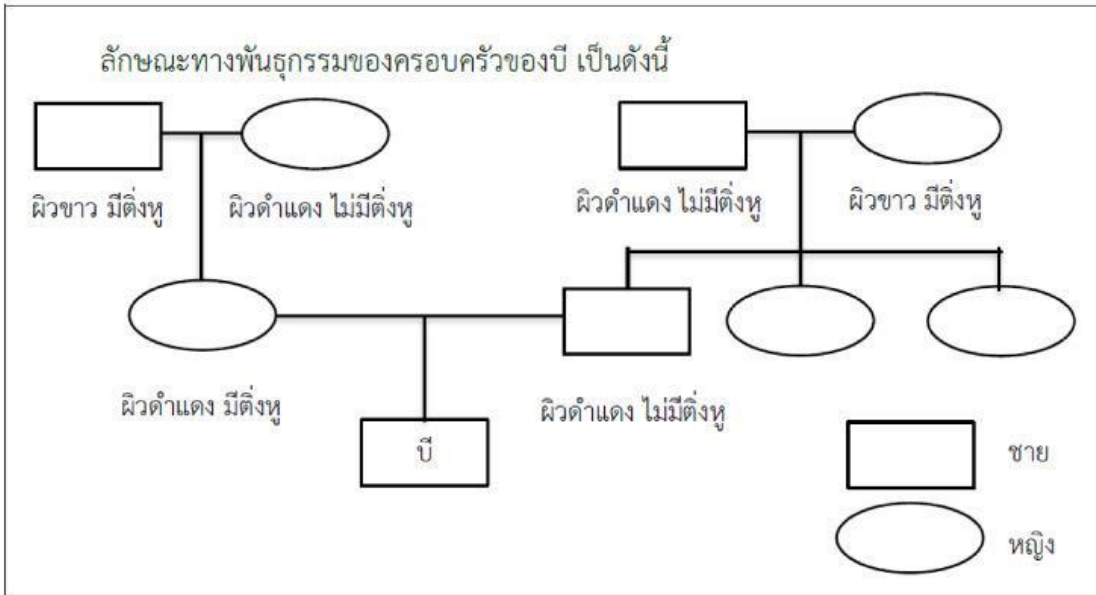 ลักษณะทางพันธุกรรมของครอบครัวของบี เป็นดังนี้
ผิวขาว มีติ่งหู
ผิวดำแดง ไม่มีติ่งหู
ผิวดำแดง ไม่มีติ่งหู
ผิวขาว มีติ่งหู
ผิวดำแดง มีติ่งหู
ผิวดำแดง ไม่มีติ่งหู
บี
ชาย
หญิง